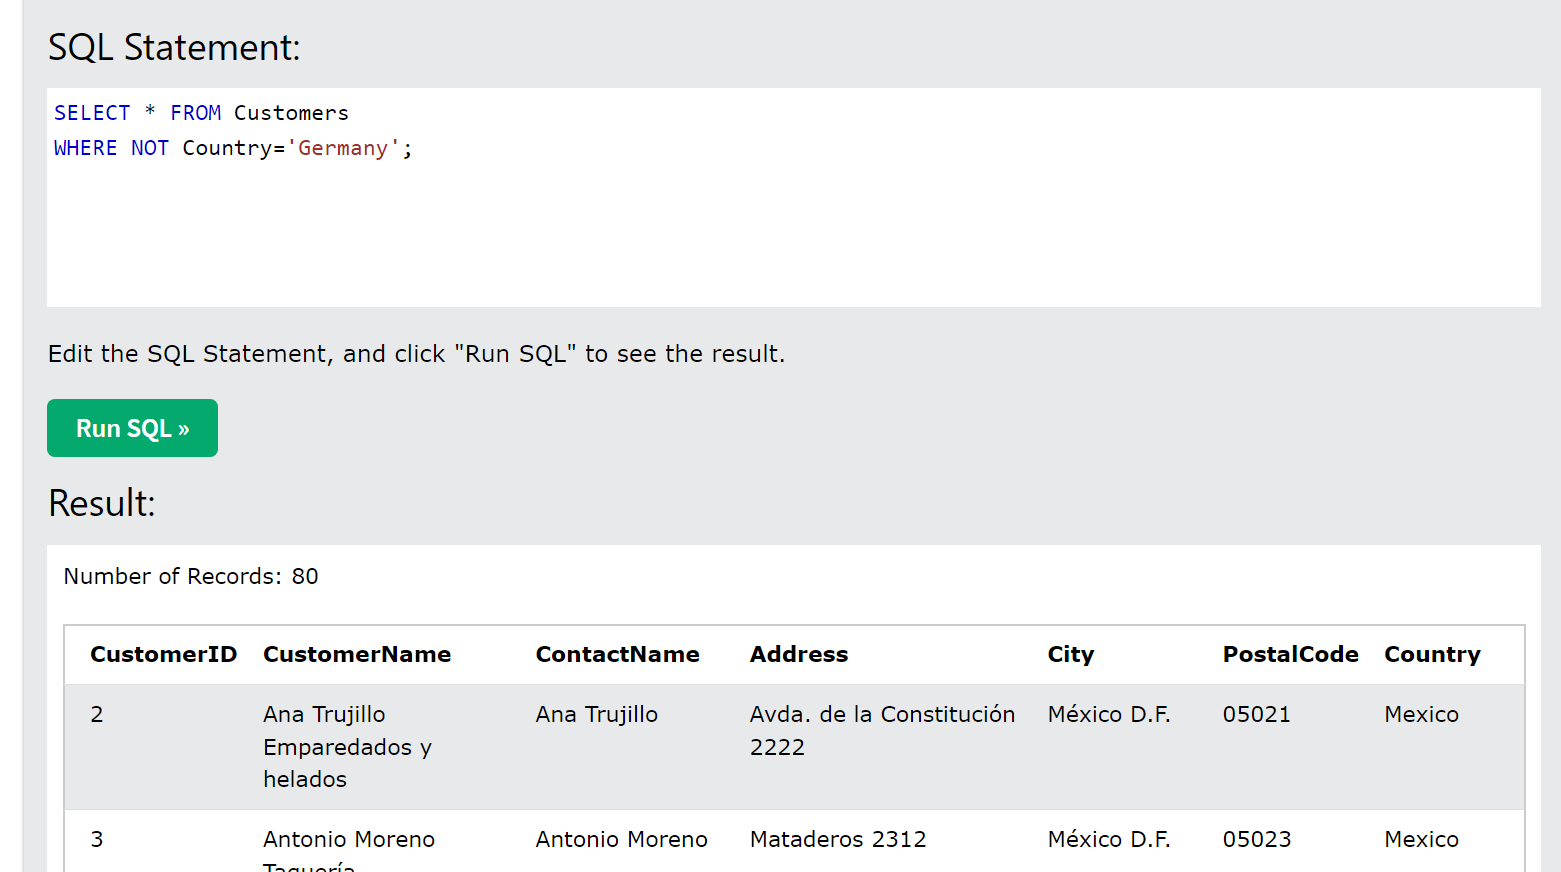 SQL Statement:
SELECT * FROM Customers
WHERE NOT Country='Germany';
Edit the SQL Statement, and click "Run SQL" to see the result.
Run SQL »
Result:
Number of Records: 80
CustomerID CustomerName ContactName Address City PostalCode Country
2 Ana Trujillo Ana Trujillo Avda. de la Constitución México D.F. 05021 Mexico
Emparedados y 2222
helados
3 Antonio Moreno Antonio Moreno Mataderos 2312 México D.F. 05023 Mexico
Taquería